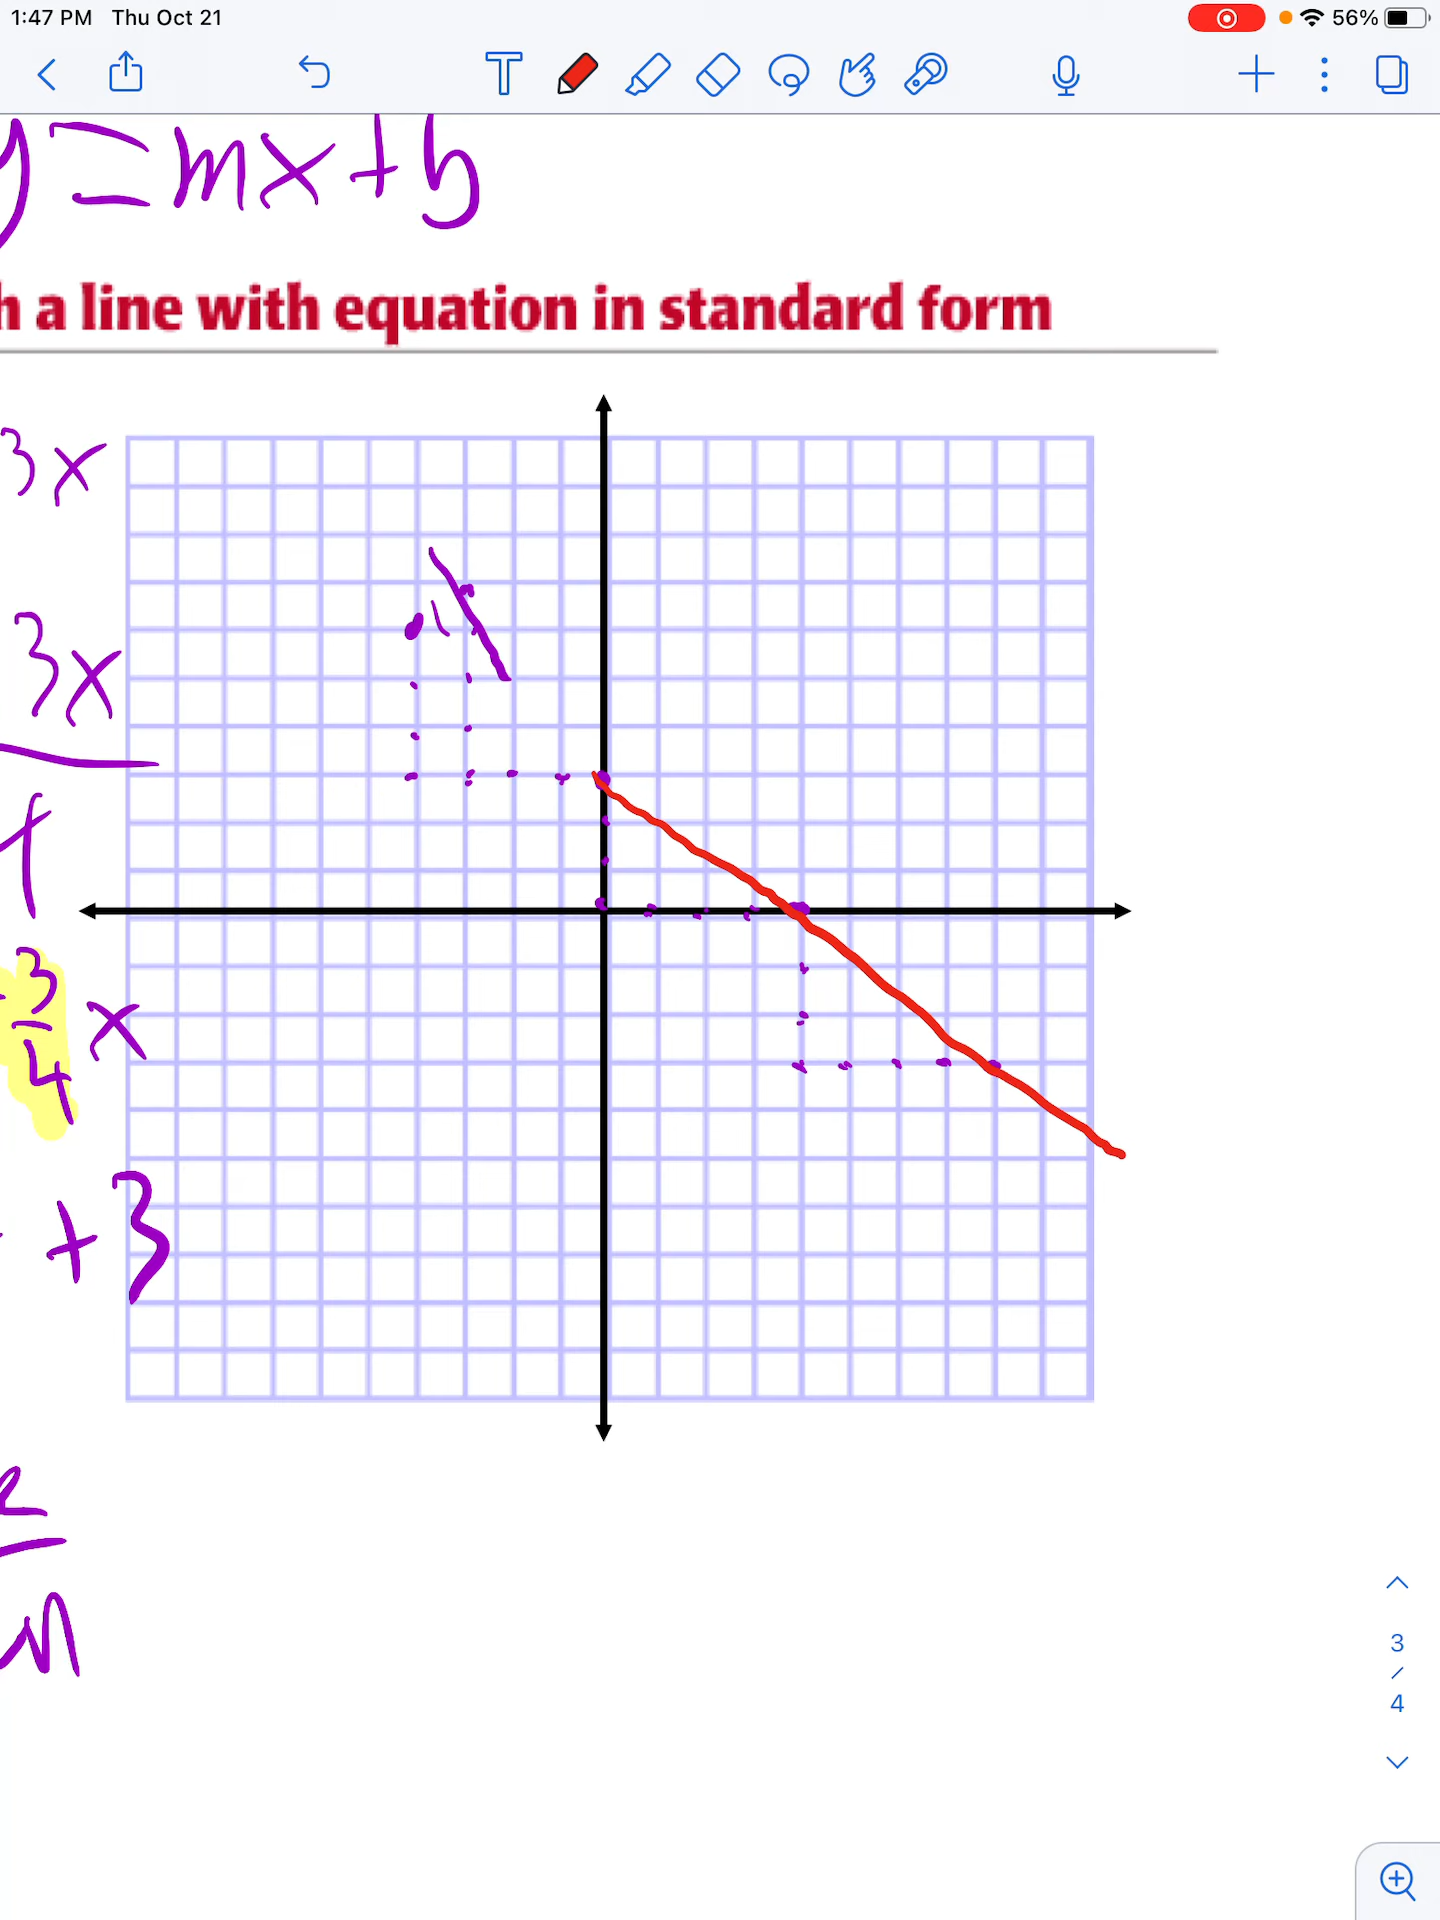 1:47 PM Thu Oct 21
56%
T
y = mx + b
h a line with equation in standard form
3x
3x
3
4
x
+ 3
3
/
4